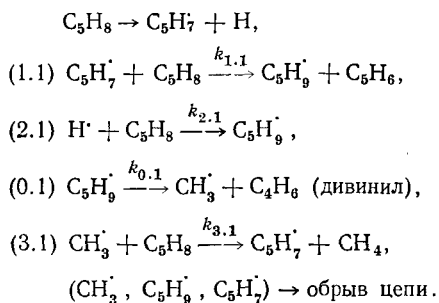 C₅H₈ → C₅H₇˙ + H,
(1.1) C₅H₇˙ + C₅H₈ —k₁.₁→ C₅H₉˙ + C₅H₆,
(2.1) H˙ + C₅H₈ —k₂.₁→ C₅H₉˙ ,
(0.1) C₅H₉˙ —k₀.₁→ CH₃˙ + C₄H₆ (дивинил),
(3.1) CH₃˙ + C₅H₈ —k₃.₁→ C₅H₇˙ + CH₄,
(CH₃˙ , C₅H₉˙ , C₅H₇˙) → обрыв цепи.